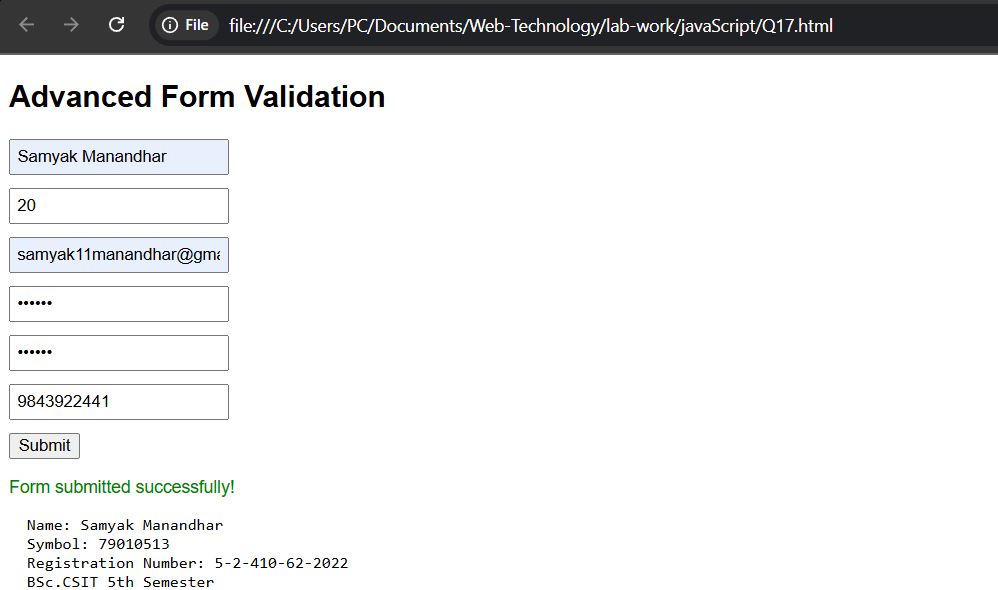 File file:///C:/Users/PC/Documents/Web-Technology/lab-work/javaScript/Q17.html
Advanced Form Validation
Samyak Manandhar
20
samyak11manandhar@gma
••••••
••••••
9843922441
Submit
Form submitted successfully!
Name: Samyak Manandhar
Symbol: 79010513
Registration Number: 5-2-410-62-2022
BSc.CSIT 5th Semester